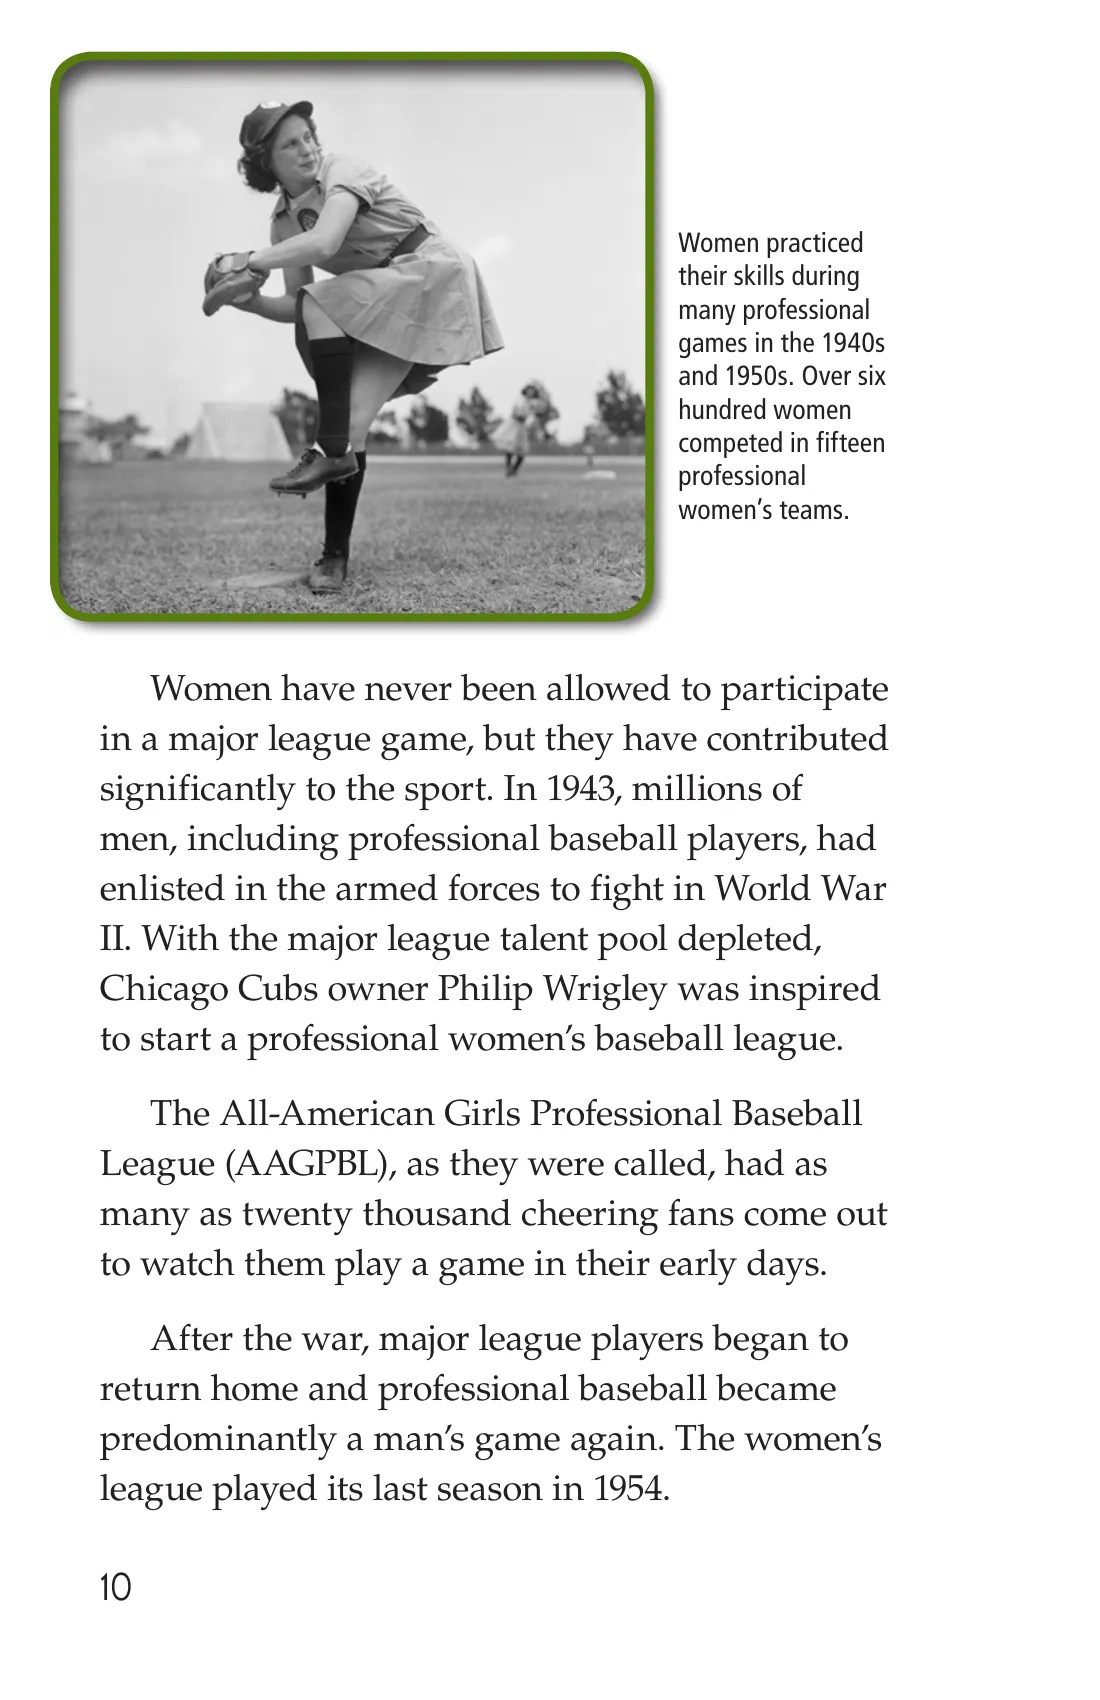 Women practiced
their skills during
many professional
games in the 1940s
and 1950s. Over six
hundred women
competed in fifteen
professional
women’s teams.
Women have never been allowed to participate
in a major league game, but they have contributed
significantly to the sport. In 1943, millions of
men, including professional baseball players, had
enlisted in the armed forces to fight in World War
II. With the major league talent pool depleted,
Chicago Cubs owner Philip Wrigley was inspired
to start a professional women’s baseball league.
The All-American Girls Professional Baseball
League (AAGPBL), as they were called, had as
many as twenty thousand cheering fans come out
to watch them play a game in their early days.
After the war, major league players began to
return home and professional baseball became
predominantly a man’s game again. The women’s
league played its last season in 1954.
10